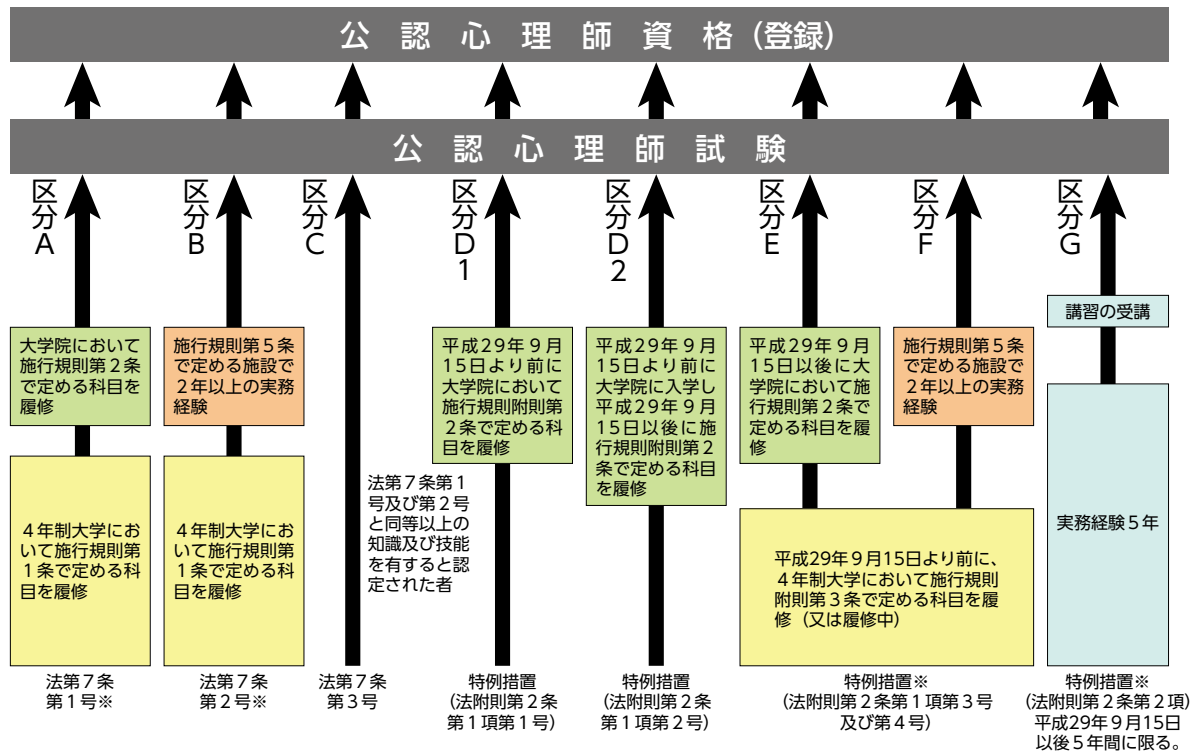 公認心理師資格（登録）
公認心理師試験
区分A
区分B
区分C
区分D1
区分D2
区分E
区分F
区分G
大学院において
施行規則第２条
で定める科目を
履修
施行規則第５条
で定める施設で
２年以上の実務
経験
平成29年９月
15日より前に
大学院において
施行規則附則第
２条で定める科
目を履修
平成29年９月
15日より前に
大学院に入学し
平成29年９月
15日以後に施
行規則附則第２
条で定める科目
を履修
平成29年９月
15日以後に大
学院において施
行規則第２条で
定める科目を履
修
施行規則第５条
で定める施設で
２年以上の実務
経験
講習の受講
４年制大学にお
いて施行規則第
１条で定める科
目を履修
４年制大学にお
いて施行規則第
１条で定める科
目を履修
法第７条第１
号及び第２号
と同等以上の
知識及び技能
を有すると認
定された者
平成29年９月15日より前に、
４年制大学において施行規則
附則第３条で定める科目を履
修（又は履修中）
実務経験５年
法第７条
第１号※
法第７条
第２号※
法第７条
第３号
特例措置
（法附則第２条
第１項第１号）
特例措置
（法附則第２条
第１項第２号）
特例措置※
（法附則第２条第１項第３号
及び第４号）
特例措置※
（法附則第２条第２項）
平成29年９月15日
以後５年間に限る。